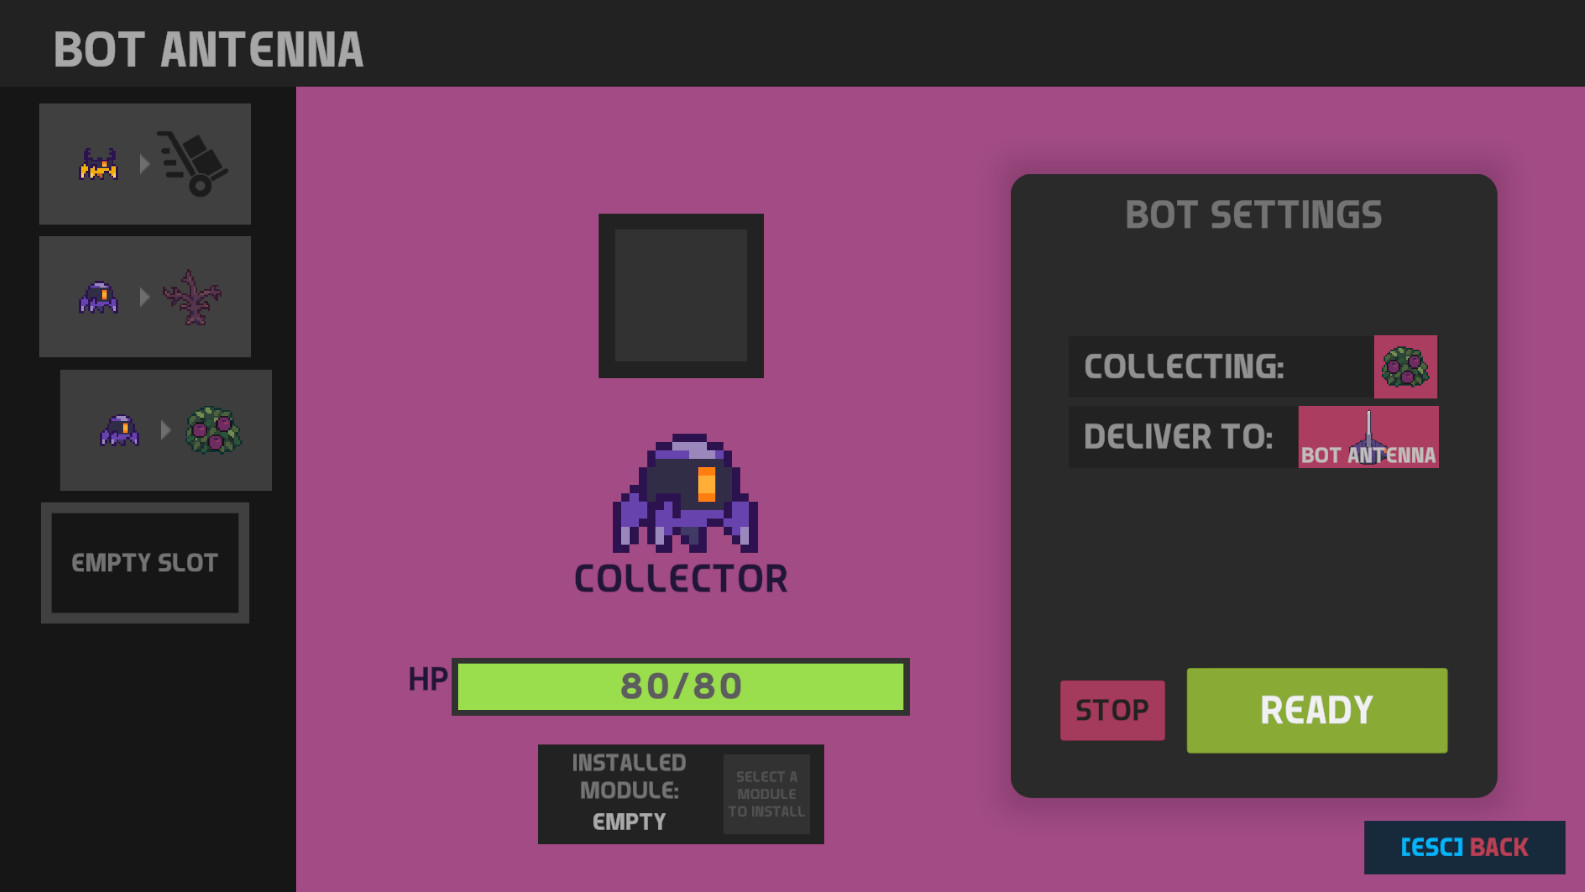 BOT ANTENNA
EMPTY SLOT
COLLECTOR
HP
80/80
INSTALLED
MODULE:
EMPTY
SELECT A
MODULE
TO INSTALL
BOT SETTINGS
COLLECTING:
DELIVER TO:
BOT ANTENNA
STOP
READY
[ESC] BACK